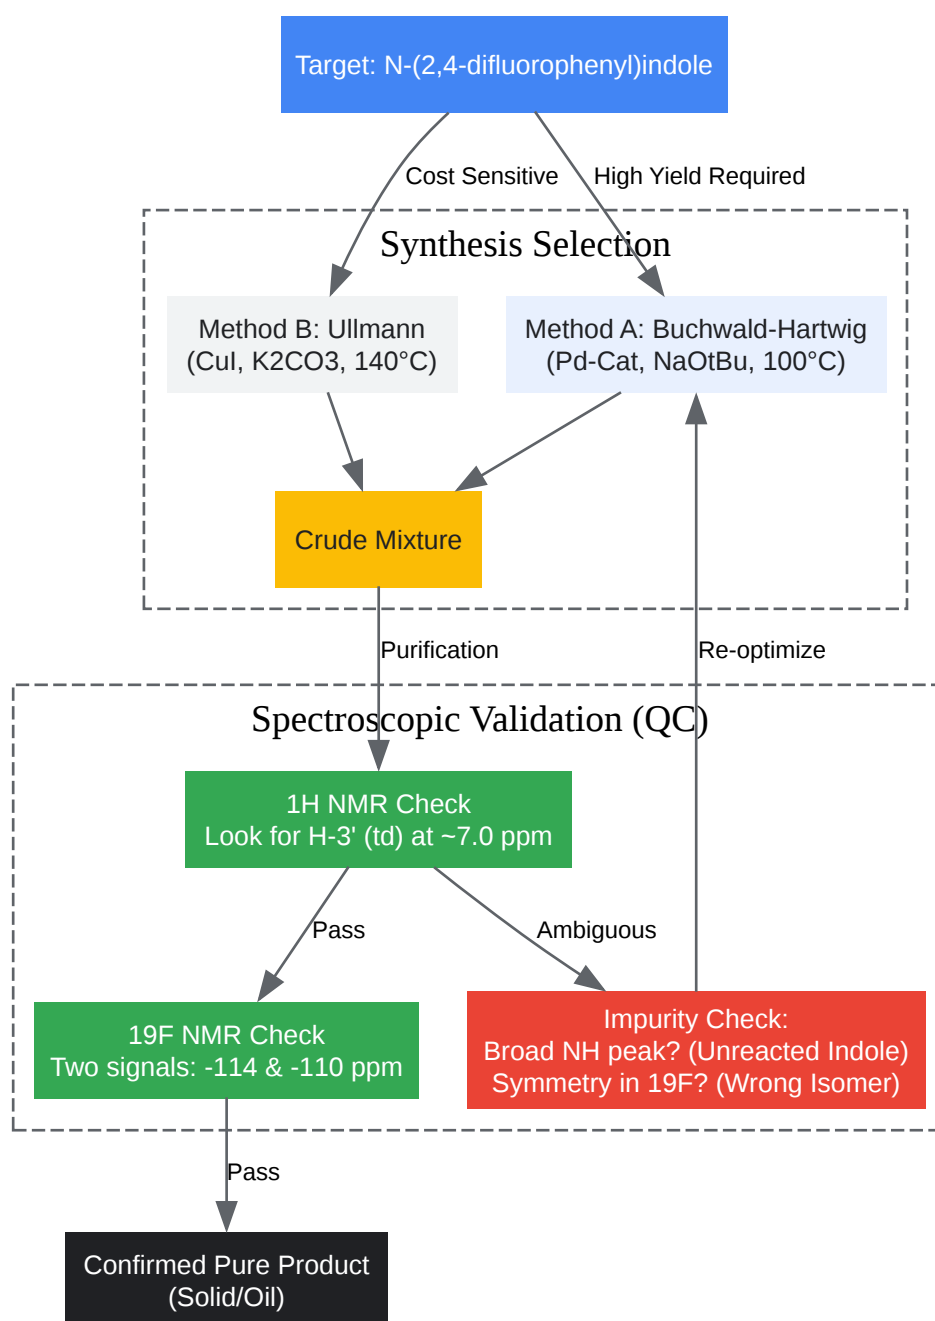 Target: N-(2,4-difluorophenyl)indole
Cost Sensitive
High Yield Required
Synthesis Selection
Method B: Ullmann
(CuI, K2CO3, 140°C)
Method A: Buchwald-Hartwig
(Pd-Cat, NaOtBu, 100°C)
Crude Mixture
Purification
Re-optimize
Spectroscopic Validation (QC)
1H NMR Check
Look for H-3' (td) at ~7.0 ppm
Pass
Ambiguous
19F NMR Check
Two signals: -114 & -110 ppm
Impurity Check:
Broad NH peak? (Unreacted Indole)
Symmetry in 19F? (Wrong Isomer)
Pass
Confirmed Pure Product
(Solid/Oil)